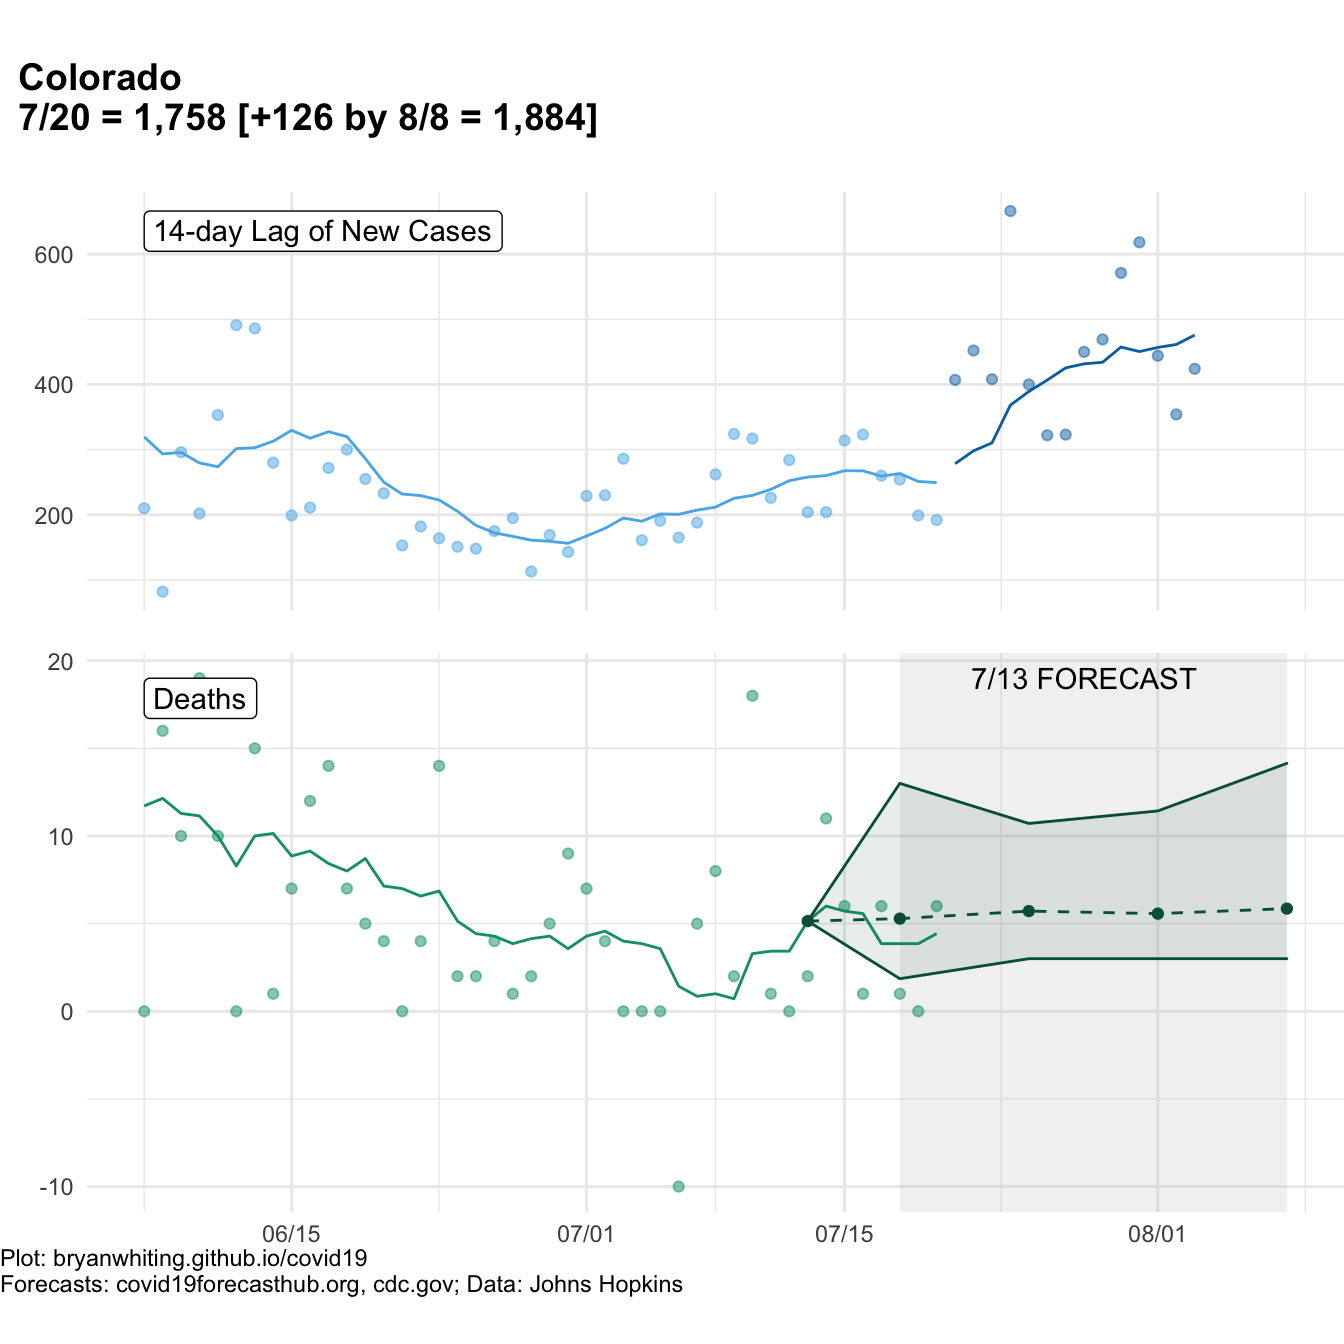 Colorado
7/20 = 1,758 [+126 by 8/8 = 1,884]
14-day Lag of New Cases
600
400
200
20
Deaths
7/13 FORECAST
10
0
-10
06/15 07/01 07/15 08/01
Plot: bryanwhiting.github.io/covid19
Forecasts: covid19forecasthub.org, cdc.gov; Data: Johns Hopkins